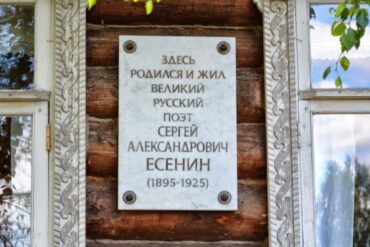 ЗДЕСЬ
РОДИЛСЯ И ЖИЛ
ВЕЛИКИЙ
РУССКИЙ
ПОЭТ
СЕРГЕЙ
АЛЕКСАНДРОВИЧ
ЕСЕНИН
(1895-1925)